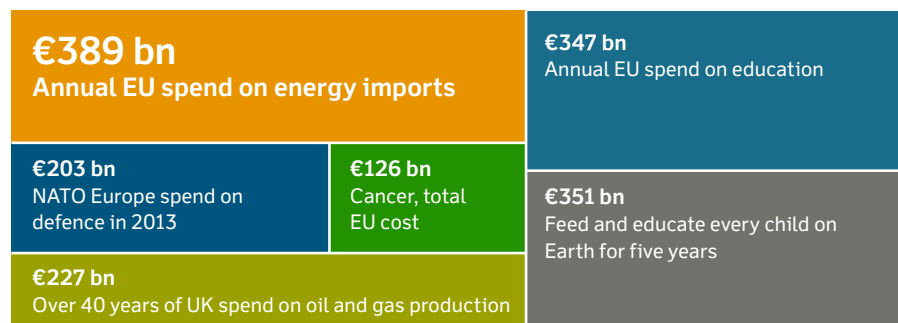 €389 bn
Annual EU spend on energy imports
€347 bn
Annual EU spend on education
€203 bn
NATO Europe spend on
defence in 2013
€126 bn
Cancer, total
EU cost
€351 bn
Feed and educate every child on
Earth for five years
€227 bn
Over 40 years of UK spend on oil and gas production